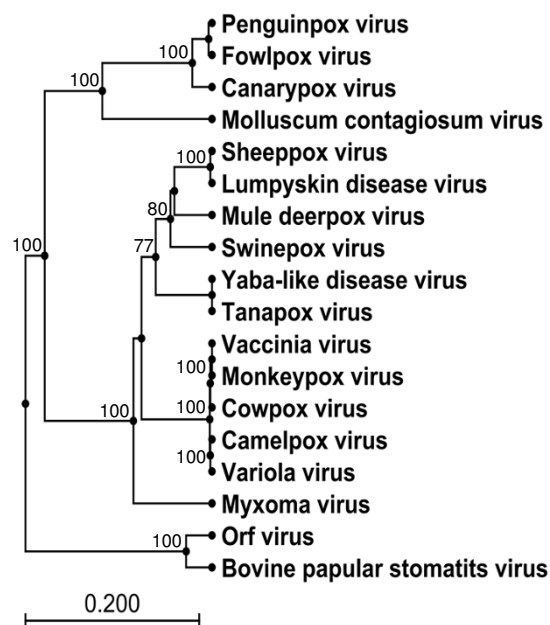 Penguinpox virus
100
Fowlpox virus
100
Canarypox virus
Molluscum contagiosum virus
100
Sheeppox virus
Lumpyskin disease virus
80
Mule deerpox virus
100
77
Swinepox virus
Yaba-like disease virus
Tanapox virus
Vaccinia virus
100
Monkeypox virus
100
100
Cowpox virus
Camelpox virus
100
Variola virus
Myxoma virus
Orf virus
100
Bovine papular stomatits virus
0.200